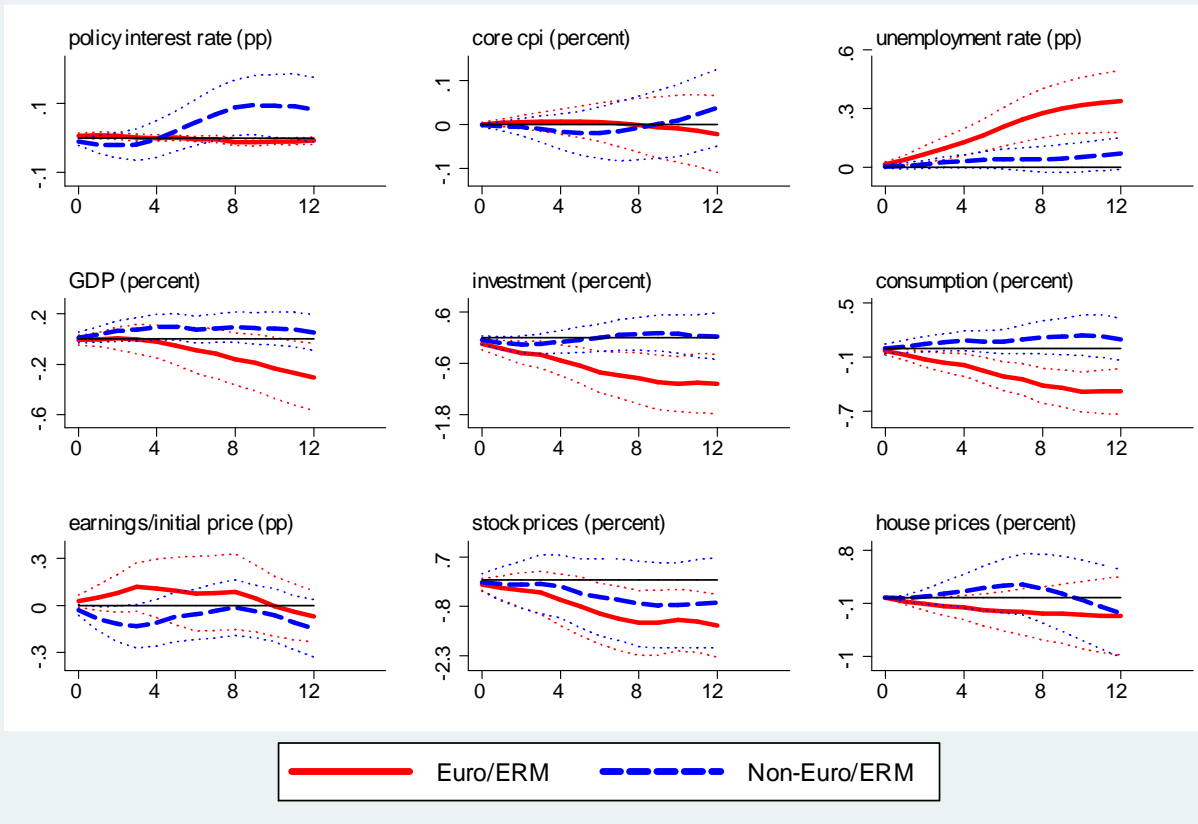 policy interest rate (pp)
.1
-.1
0 4 8 12
core cpi (percent)
.1
0
-.1
0 4 8 12
unemployment rate (pp)
.6
.3
0
0 4 8 12
GDP (percent)
.2
-.2
-.6
0 4 8 12
investment (percent)
.6
-.6
-1.8
0 4 8 12
consumption (percent)
.5
-.1
-.7
0 4 8 12
earnings/initial price (pp)
.3
0
-.3
0 4 8 12
stock prices (percent)
.7
-.8
-2.3
0 4 8 12
house prices (percent)
.8
-.1
-1
0 4 8 12
Euro/ERM Non-Euro/ERM